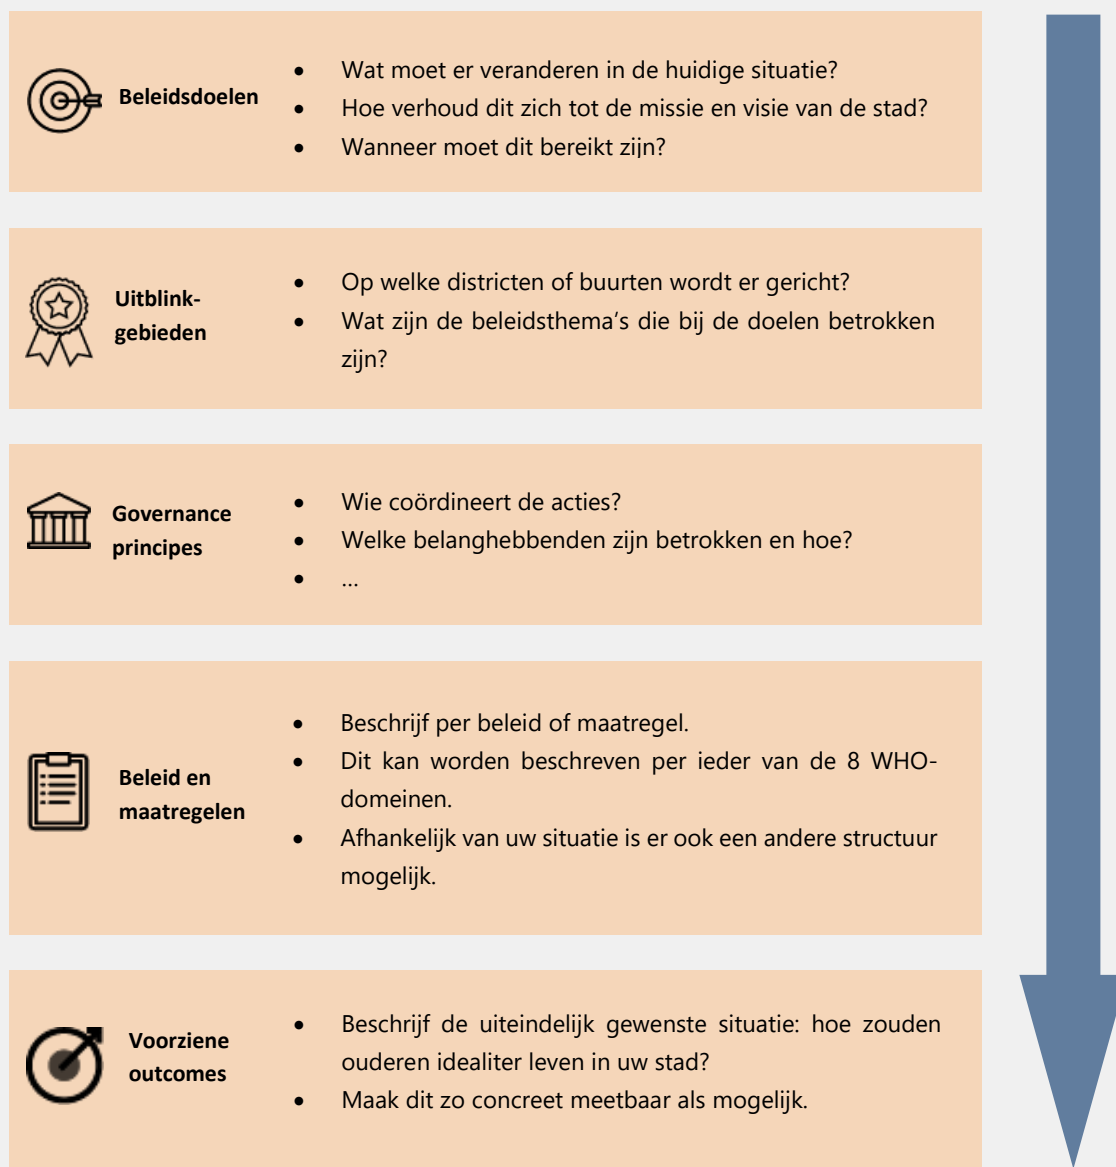 Beleidsdoelen
• Wat moet er veranderen in de huidige situatie?
• Hoe verhoud dit zich tot de missie en visie van de stad?
• Wanneer moet dit bereikt zijn?
Uitblink-
gebieden
• Op welke districten of buurten wordt er gericht?
• Wat zijn de beleidsthema's die bij de doelen betrokken
zijn?
Governance
principes
• Wie coördineert de acties?
• Welke belanghebbenden zijn betrokken en hoe?
• ...
Beleid en
maatregelen
• Beschrijf per beleid of maatregel.
• Dit kan worden beschreven per ieder van de 8 WHO-
domeinen.
• Afhankelijk van uw situatie is er ook een andere structuur
mogelijk.
Voorziene
outcomes
• Beschrijf de uiteindelijk gewenste situatie: hoe zouden
ouderen idealiter leven in uw stad?
• Maak dit zo concreet meetbaar als mogelijk.